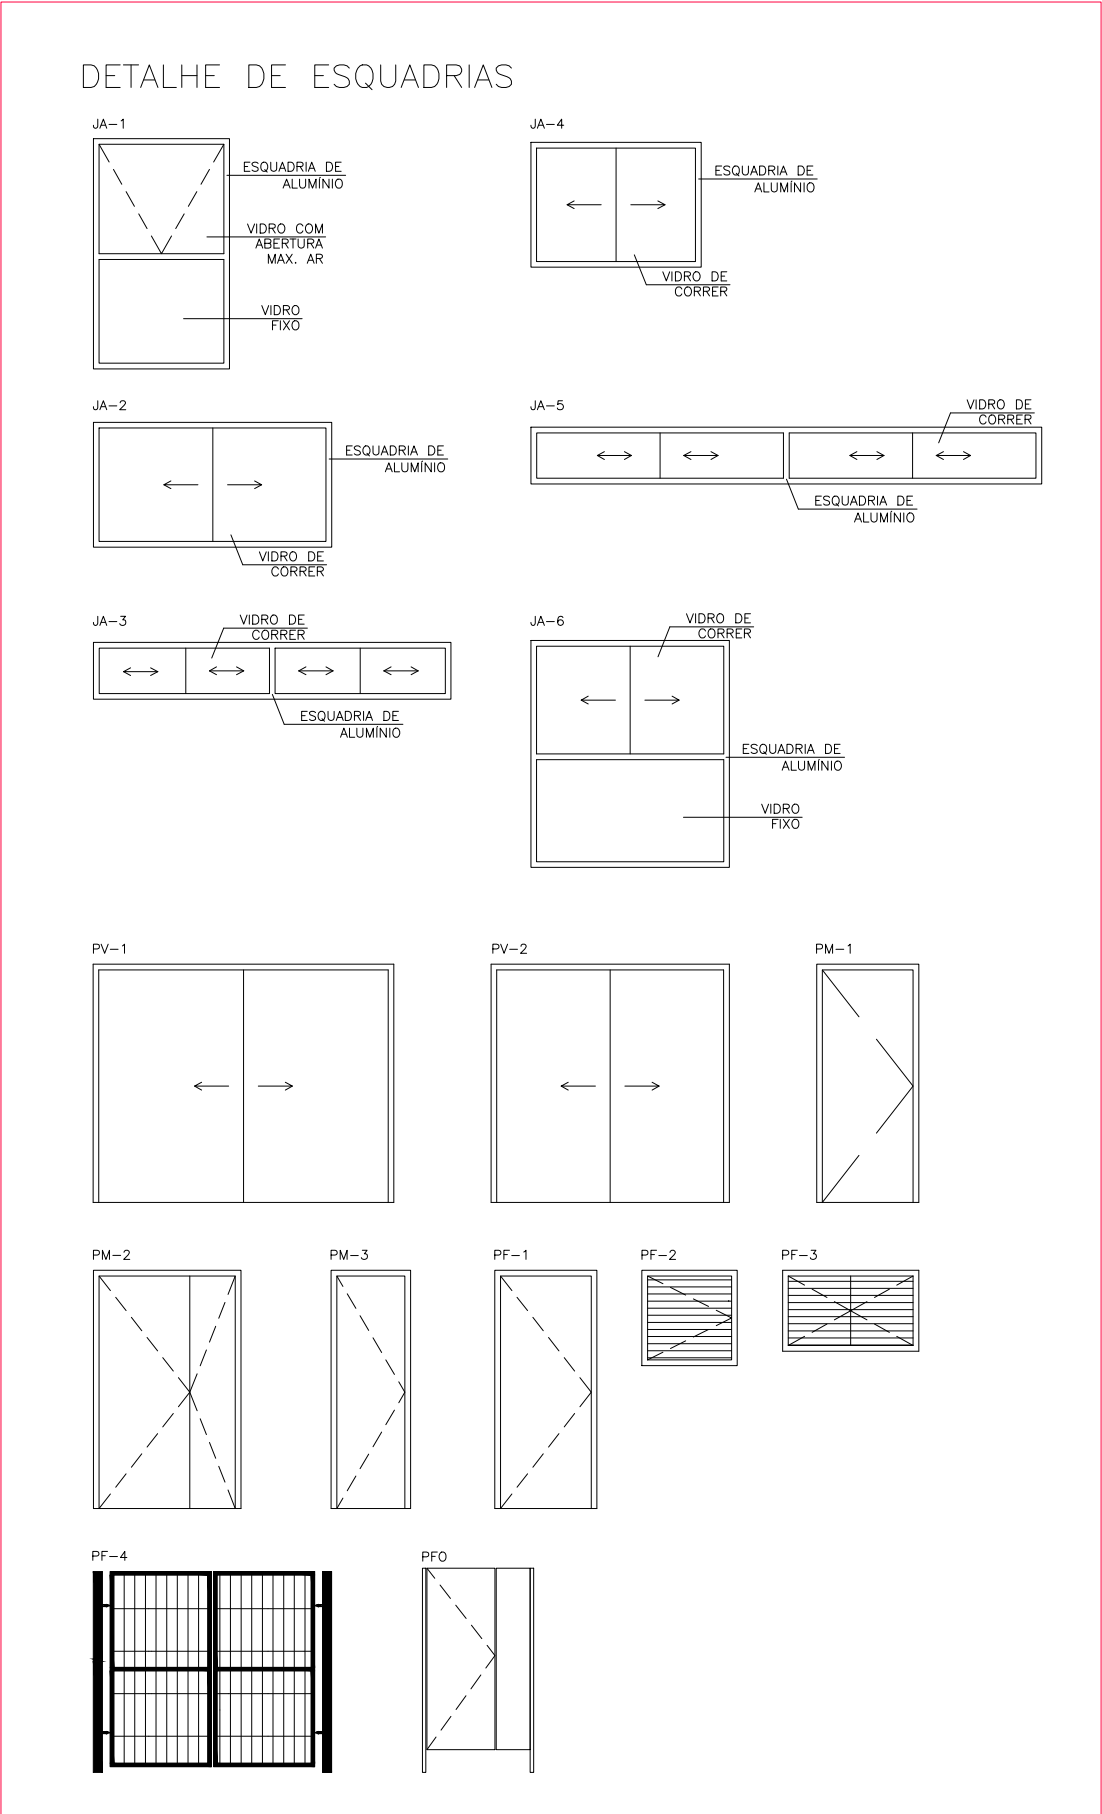 DETALHE DE ESQUADRIAS
JA-1
ESQUADRIA DE
ALUMÍNIO
VIDRO COM
ABERTURA
MAX. AR
VIDRO
FIXO
JA-4
ESQUADRIA DE
ALUMÍNIO
VIDRO DE
CORRER
JA-2
ESQUADRIA DE
ALUMÍNIO
VIDRO DE
CORRER
JA-5
VIDRO DE
CORRER
ESQUADRIA DE
ALUMÍNIO
JA-3
VIDRO DE
CORRER
ESQUADRIA DE
ALUMÍNIO
JA-6
VIDRO DE
CORRER
ESQUADRIA DE
ALUMÍNIO
VIDRO
FIXO
PV-1
PV-2
PM-1
PM-2
PM-3
PF-1
PF-2
PF-3
PF-4
PFO